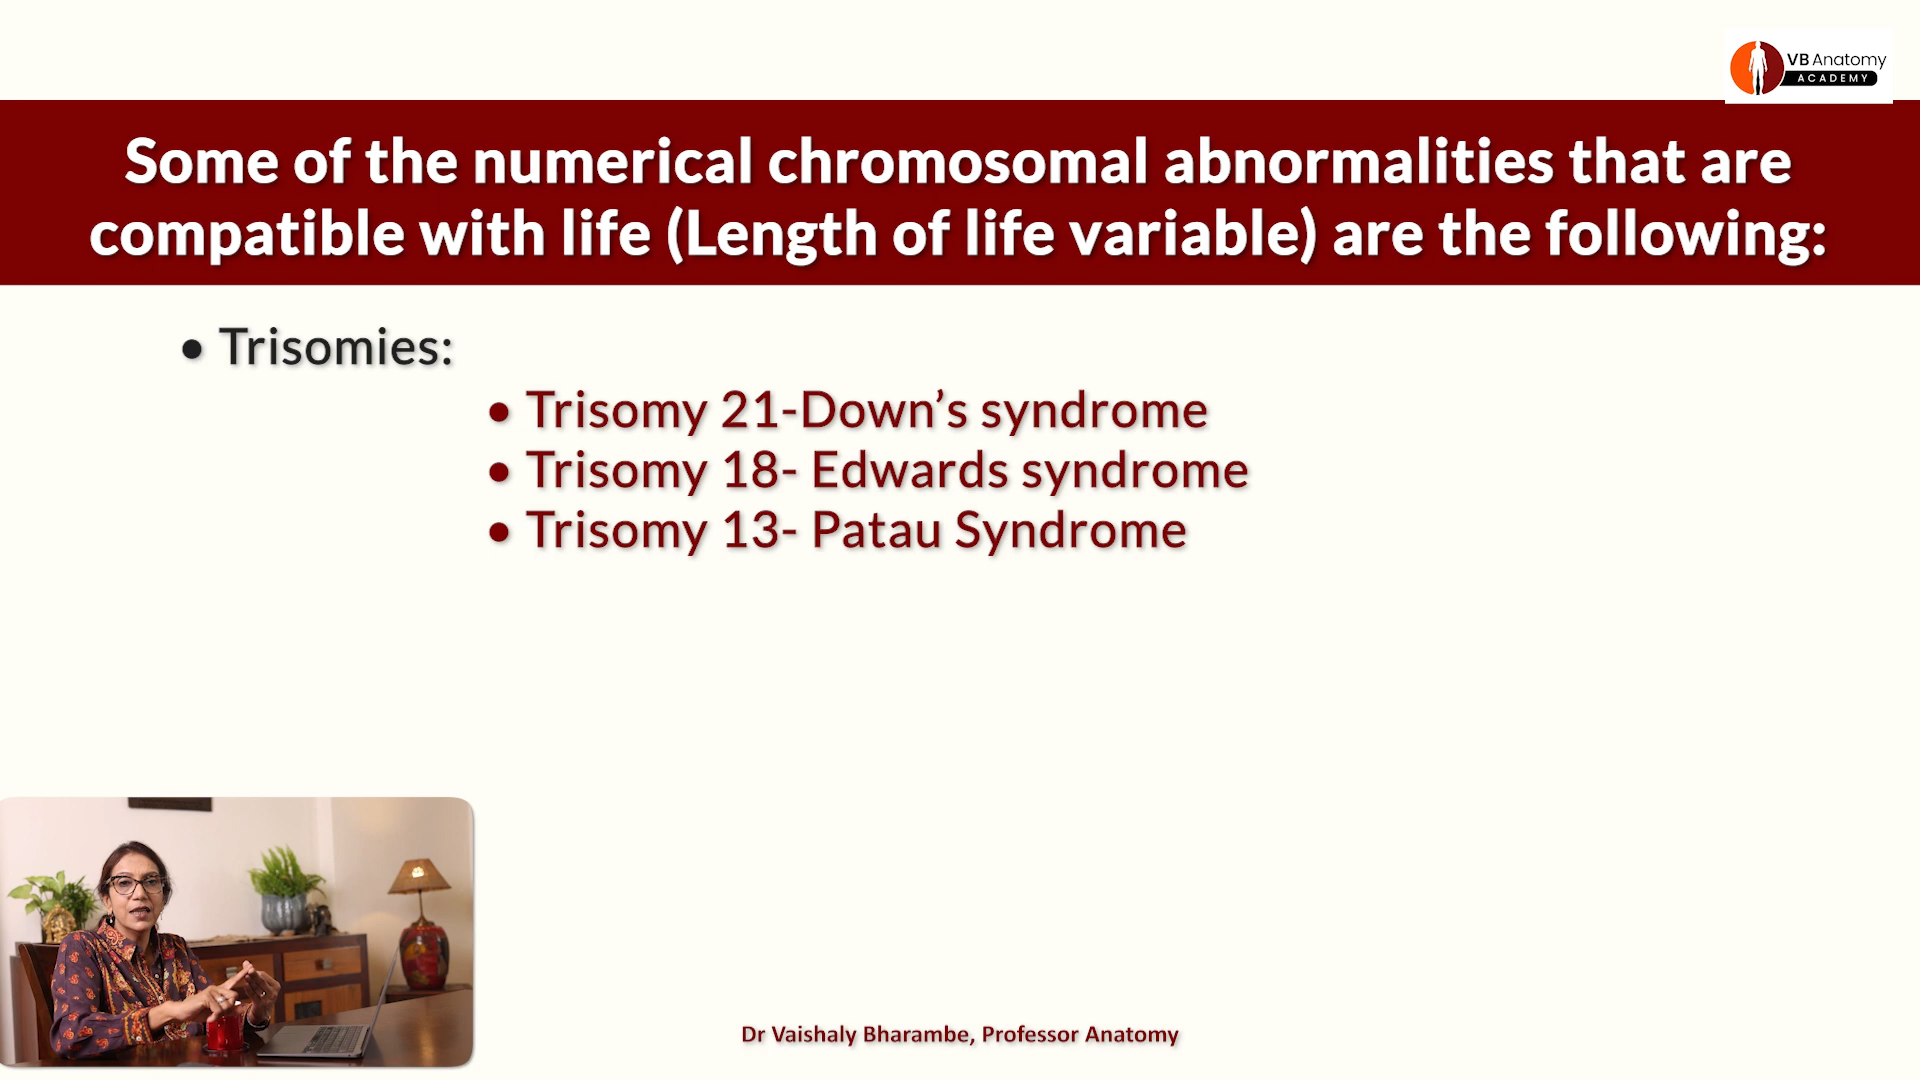 VB Anatomy
ACADEMY
Some of the numerical chromosomal abnormalities that are
compatible with life (Length of life variable) are the following:
• Trisomies:
• Trisomy 21-Down’s syndrome
• Trisomy 18- Edwards syndrome
• Trisomy 13- Patau Syndrome
Dr Vaishaly Bharambe, Professor Anatomy